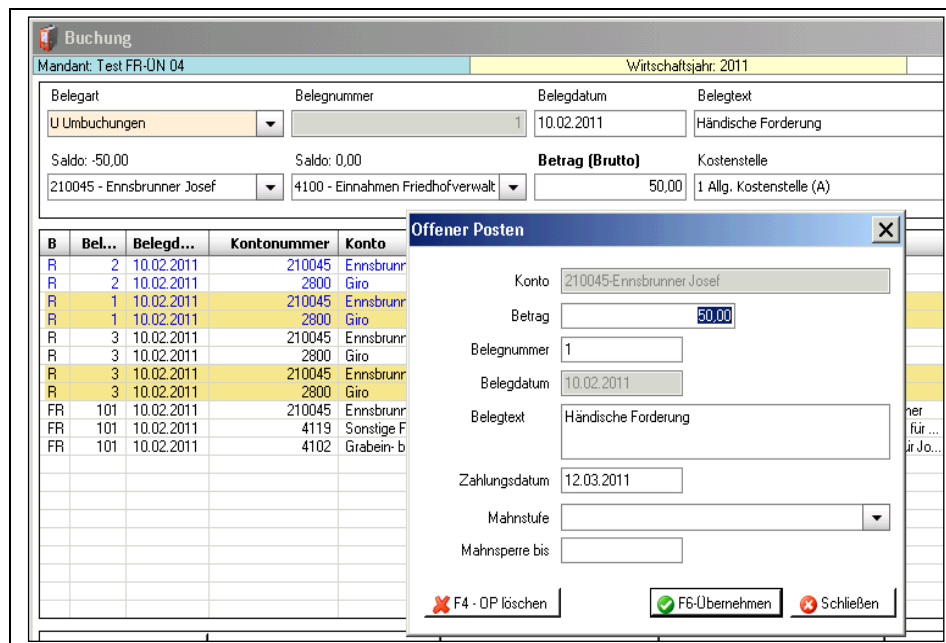 Buchung
Mandant: Test FR-ÜN 04 Wirtschaftsjahr: 2011
Belegart Belegnummer Belegdatum Belegtext
U Umbuchungen 1 10.02.2011 Händische Forderung
Saldo: -50,00 Saldo: 0,00 Betrag (Brutto) Kostenstelle
210045 - Ennsbrunner Josef 4100 - Einnahmen Friedhofverwalt 50,00 1 Allg. Kostenstelle (A)
B Bel... Belegd... Kontonummer Konto
R 2 10.02.2011 210045 Ennsbrunr
R 2 10.02.2011 2800 Giro
R 1 10.02.2011 210045 Ennsbrunr
R 1 10.02.2011 2800 Giro
R 3 10.02.2011 210045 Ennsbrunr
R 3 10.02.2011 2800 Giro
R 3 10.02.2011 210045 Ennsbrunr
R 3 10.02.2011 2800 Giro
FR 101 10.02.2011 210045 Ennsbrunr ner
FR 101 10.02.2011 4119 Sonstige F für ...
FR 101 10.02.2011 4102 Grabein- b ür Jo...
Offener Posten
Konto 210045-Ennsbrunner Josef
Betrag 50,00
Belegnummer 1
Belegdatum 10.02.2011
Belegtext Händische Forderung
Zahlungsdatum 12.03.2011
Mahnstufe
Mahnsperre bis
F4 - OP löschen F6-Übernehmen Schließen